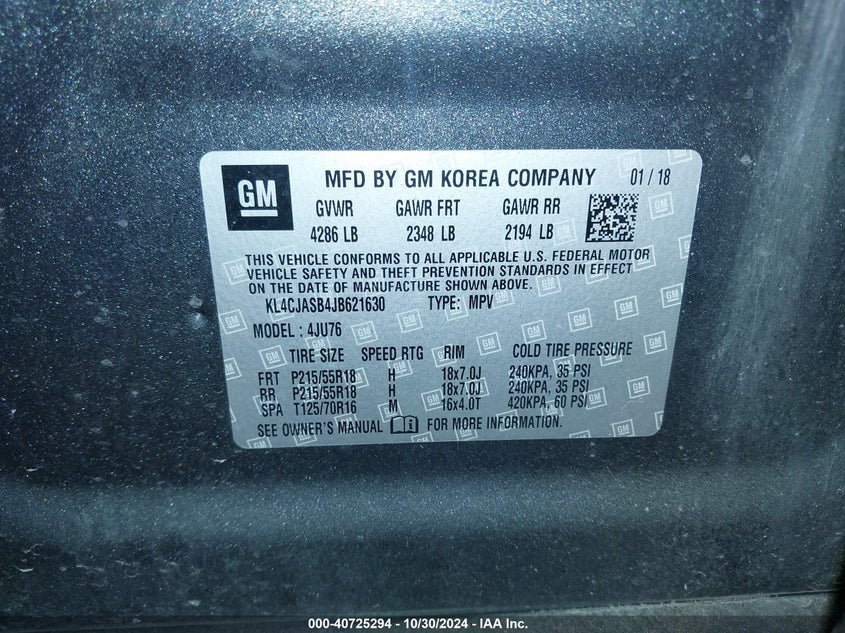 GM MFD BY GM KOREA COMPANY 01 / 18
GVWR GAWR FRT GAWR RR
4286 LB 2348 LB 2194 LB
THIS VEHICLE CONFORMS TO ALL APPLICABLE U.S. FEDERAL MOTOR
VEHICLE SAFETY AND THEFT PREVENTION STANDARDS IN EFFECT
ON THE DATE OF MANUFACTURE SHOWN ABOVE.
KL4CJASB4JB621630 TYPE: MPV
MODEL : 4JU76
TIRE SIZE SPEED RTG RIM COLD TIRE PRESSURE
FRT P215/55R18 H 18x7.0J 240KPA, 35 PSI
RR P215/55R18 H 18x7.0J 240KPA, 35 PSI
SPA T125/70R16 M 16x4.0T 420KPA, 60 PSI
SEE OWNER'S MANUAL FOR MORE INFORMATION.
000-40725294 - 10/30/2024 - IAA Inc.